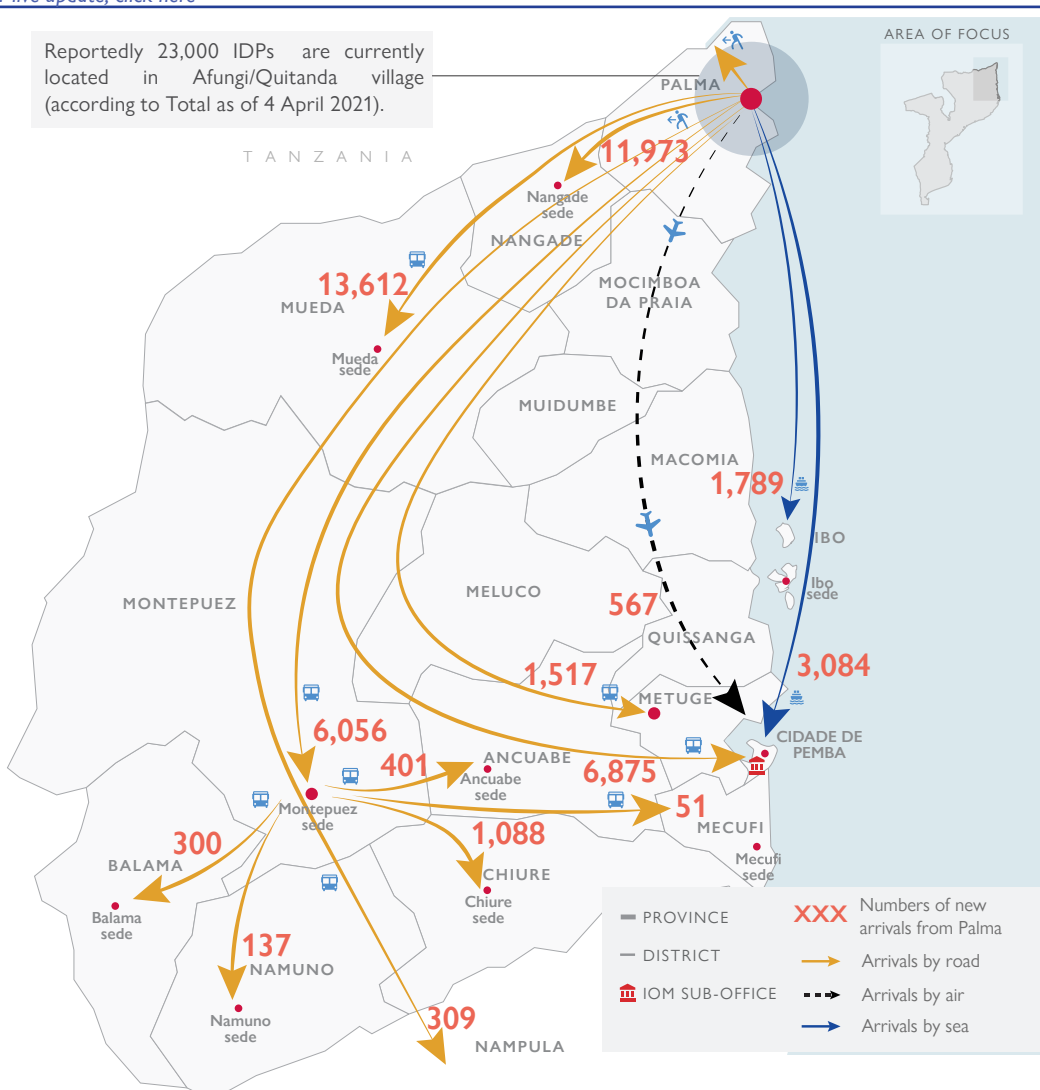 live update, click here
Reportedly 23,000 IDPs are currently
located in Afungi/Quitanda village
(according to Total as of 4 April 2021).
AREA OF FOCUS
PALMA
TANZANIA
11,973
Nangade
sede
NANGADE
13,612
MUEDA
MOCIMBOA
DA PRAIA
Mueda
sede
MUIDUMBE
MACOMIA
1,789
IBO
Ibo
sede
MONTEPUEZ
MELUCO
567
QUISSANGA
3,084
1,517
METUGE
CIDADE DE
PEMBA
6,056
401
ANCUABE
Ancuabe
sede
6,875
51
Montepuez
sede
MECUFI
Mecufi
sede
1,088
300
BALAMA
Balama
sede
CHIURE
Chiure
sede
137
NAMUNO
Namuno
sede
309
NAMPULA
PROVINCE
DISTRICT
IOM SUB-OFFICE
XXX
Numbers of new
arrivals from Palma
Arrivals by road
Arrivals by air
Arrivals by sea